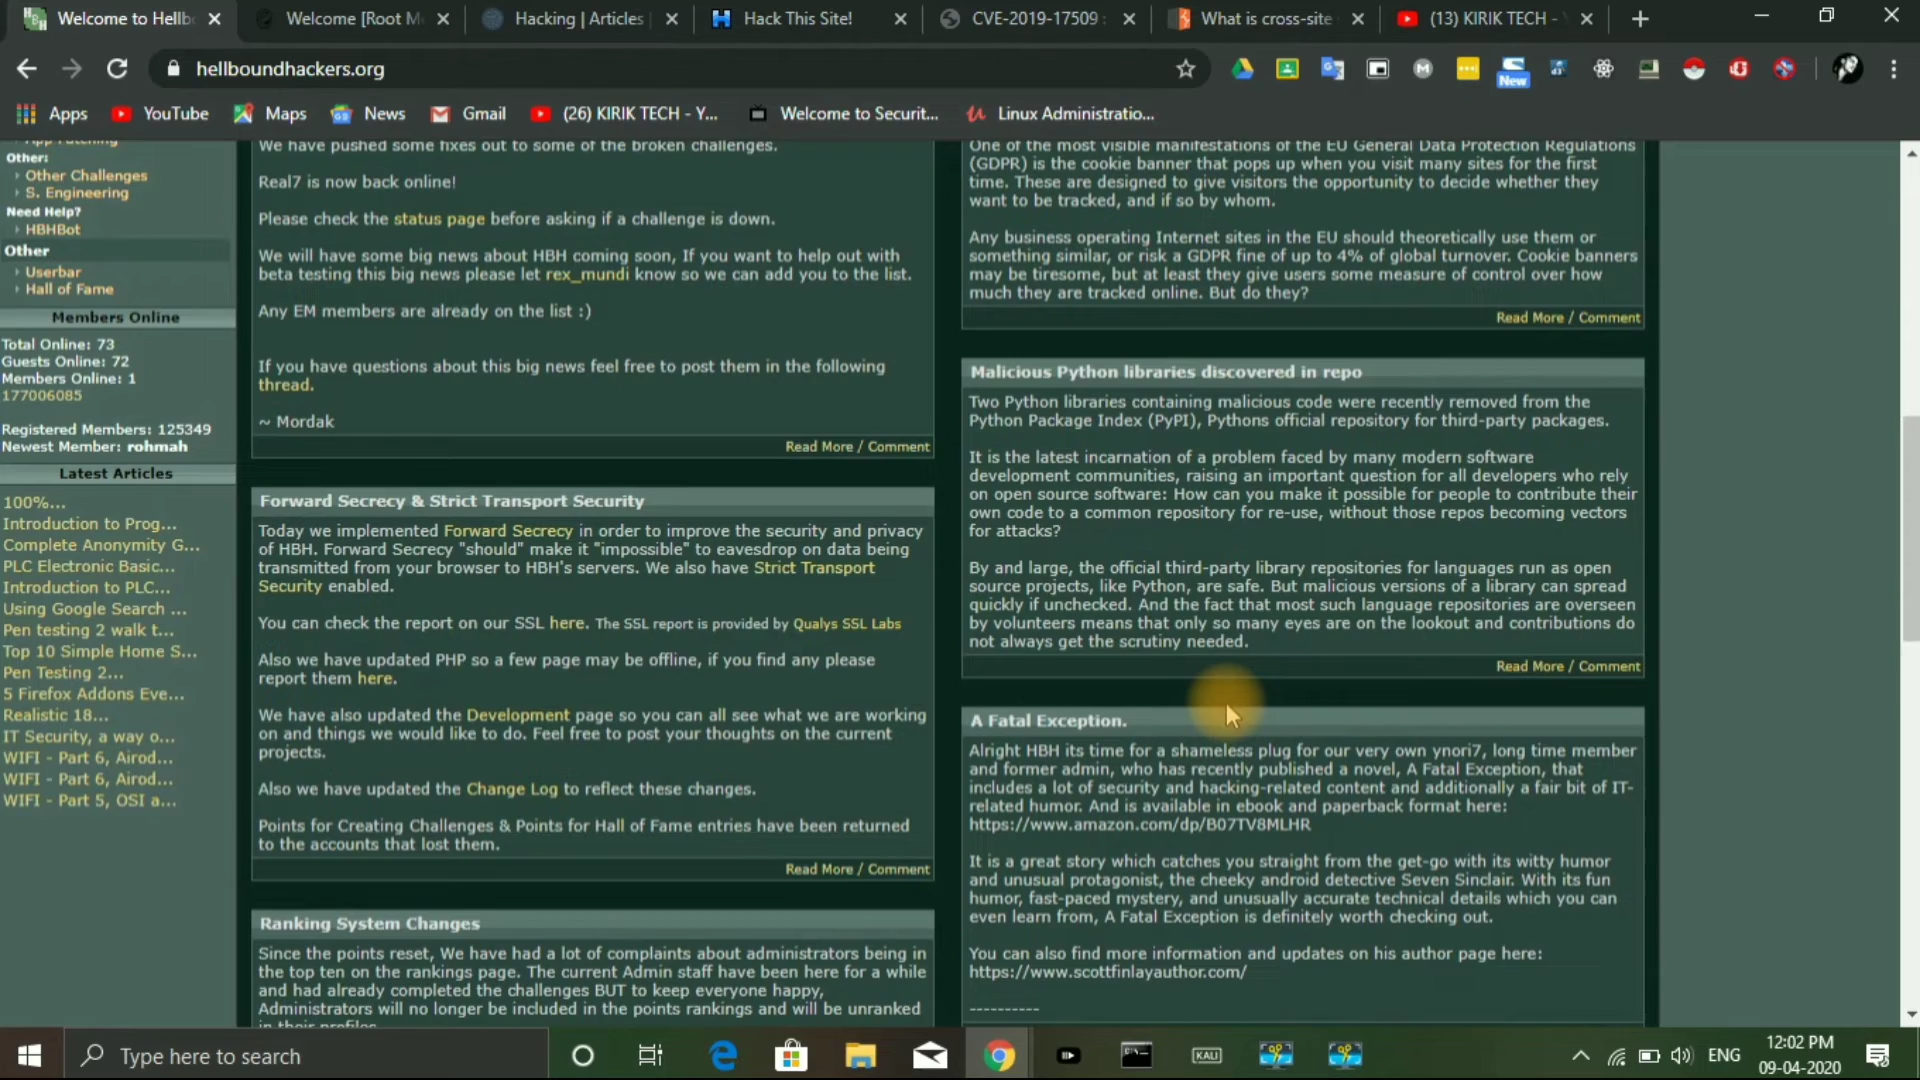 Welcome to Hellb
Welcome [Root M
Hacking | Articles
Hack This Site!
CVE-2019-17509
What is cross-site
(13) KIRIK TECH - Y
hellboundhackers.org
New
Apps
YouTube
Maps
News
Gmail
(26) KIRIK TECH - Y...
Welcome to Securit...
Linux Administratio...
App Patching
Other:
Other Challenges
S. Engineering
Need Help?
HBHBot
Other
Userbar
Hall of Fame
Members Online
Total Online: 73
Guests Online: 72
Members Online: 1
177006085
Registered Members: 125349
Newest Member: rohmah
Latest Articles
100%...
Introduction to Prog...
Complete Anonymity G...
PLC Electronic Basic...
Introduction to PLC...
Using Google Search ...
Pen testing 2 walk t...
Top 10 Simple Home S...
Pen Testing 2...
5 Firefox Addons Eve...
Realistic 18...
IT Security, a way o...
WIFI - Part 6, Airod...
WIFI - Part 6, Airod...
WIFI - Part 5, OSI a...
We have pushed some fixes out to some of the broken challenges.
Real7 is now back online!
Please check the status page before asking if a challenge is down.
We will have some big news about HBH coming soon, If you want to help out with
beta testing this big news please let rex_mundi know so we can add you to the list.
Any EM members are already on the list :)
If you have questions about this big news feel free to post them in the following
thread.
~ Mordak
Read More / Comment
Forward Secrecy & Strict Transport Security
Today we implemented Forward Secrecy in order to improve the security and privacy
of HBH. Forward Secrecy "should" make it "impossible" to eavesdrop on data being
transmitted from your browser to HBH's servers. We also have Strict Transport
Security enabled.
You can check the report on our SSL here. The SSL report is provided by Qualys SSL Labs
Also we have updated PHP so a few page may be offline, if you find any please
report them here.
We have also updated the Development page so you can all see what we are working
on and things we would like to do. Feel free to post your thoughts on the current
projects.
Also we have updated the Change Log to reflect these changes.
Points for Creating Challenges & Points for Hall of Fame entries have been returned
to the accounts that lost them.
Read More / Comment
Ranking System Changes
Since the points reset, We have had a lot of complaints about administrators being in
the top ten on the rankings page. The current Admin staff have been here for a while
and had already completed the challenges BUT to keep everyone happy,
Administrators will no longer be included in the points rankings and will be unranked
in their profiles
One of the most visible manifestations of the EU General Data Protection Regulations
(GDPR) is the cookie banner that pops up when you visit many sites for the first
time. These are designed to give visitors the opportunity to decide whether they
want to be tracked, and if so by whom.
Any business operating Internet sites in the EU should theoretically use them or
something similar, or risk a GDPR fine of up to 4% of global turnover. Cookie banners
may be tiresome, but at least they give users some measure of control over how
much they are tracked online. But do they?
Read More / Comment
Malicious Python libraries discovered in repo
Two Python libraries containing malicious code were recently removed from the
Python Package Index (PyPI), Pythons official repository for third-party packages.
It is the latest incarnation of a problem faced by many modern software
development communities, raising an important question for all developers who rely
on open source software: How can you make it possible for people to contribute their
own code to a common repository for re-use, without those repos becoming vectors
for attacks?
By and large, the official third-party library repositories for languages run as open
source projects, like Python, are safe. But malicious versions of a library can spread
quickly if unchecked. And the fact that most such language repositories are overseen
by volunteers means that only so many eyes are on the lookout and contributions do
not always get the scrutiny needed.
Read More / Comment
A Fatal Exception.
Alright HBH its time for a shameless plug for our very own ynori7, long time member
and former admin, who has recently published a novel, A Fatal Exception, that
includes a lot of security and hacking-related content and additionally a fair bit of IT-
related humor. And is available in ebook and paperback format here:
https://www.amazon.com/dp/B07TV8MLHR
It is a great story which catches you straight from the get-go with its witty humor
and unusual protagonist, the cheeky android detective Seven Sinclair. With its fun
humor, fast-paced mystery, and unusually accurate technical details which you can
even learn from, A Fatal Exception is definitely worth checking out.
You can also find more information and updates on his author page here:
https://www.scottfinlayauthor.com/
----------
Type here to search
KALI
ENG
12:02 PM
09-04-2020